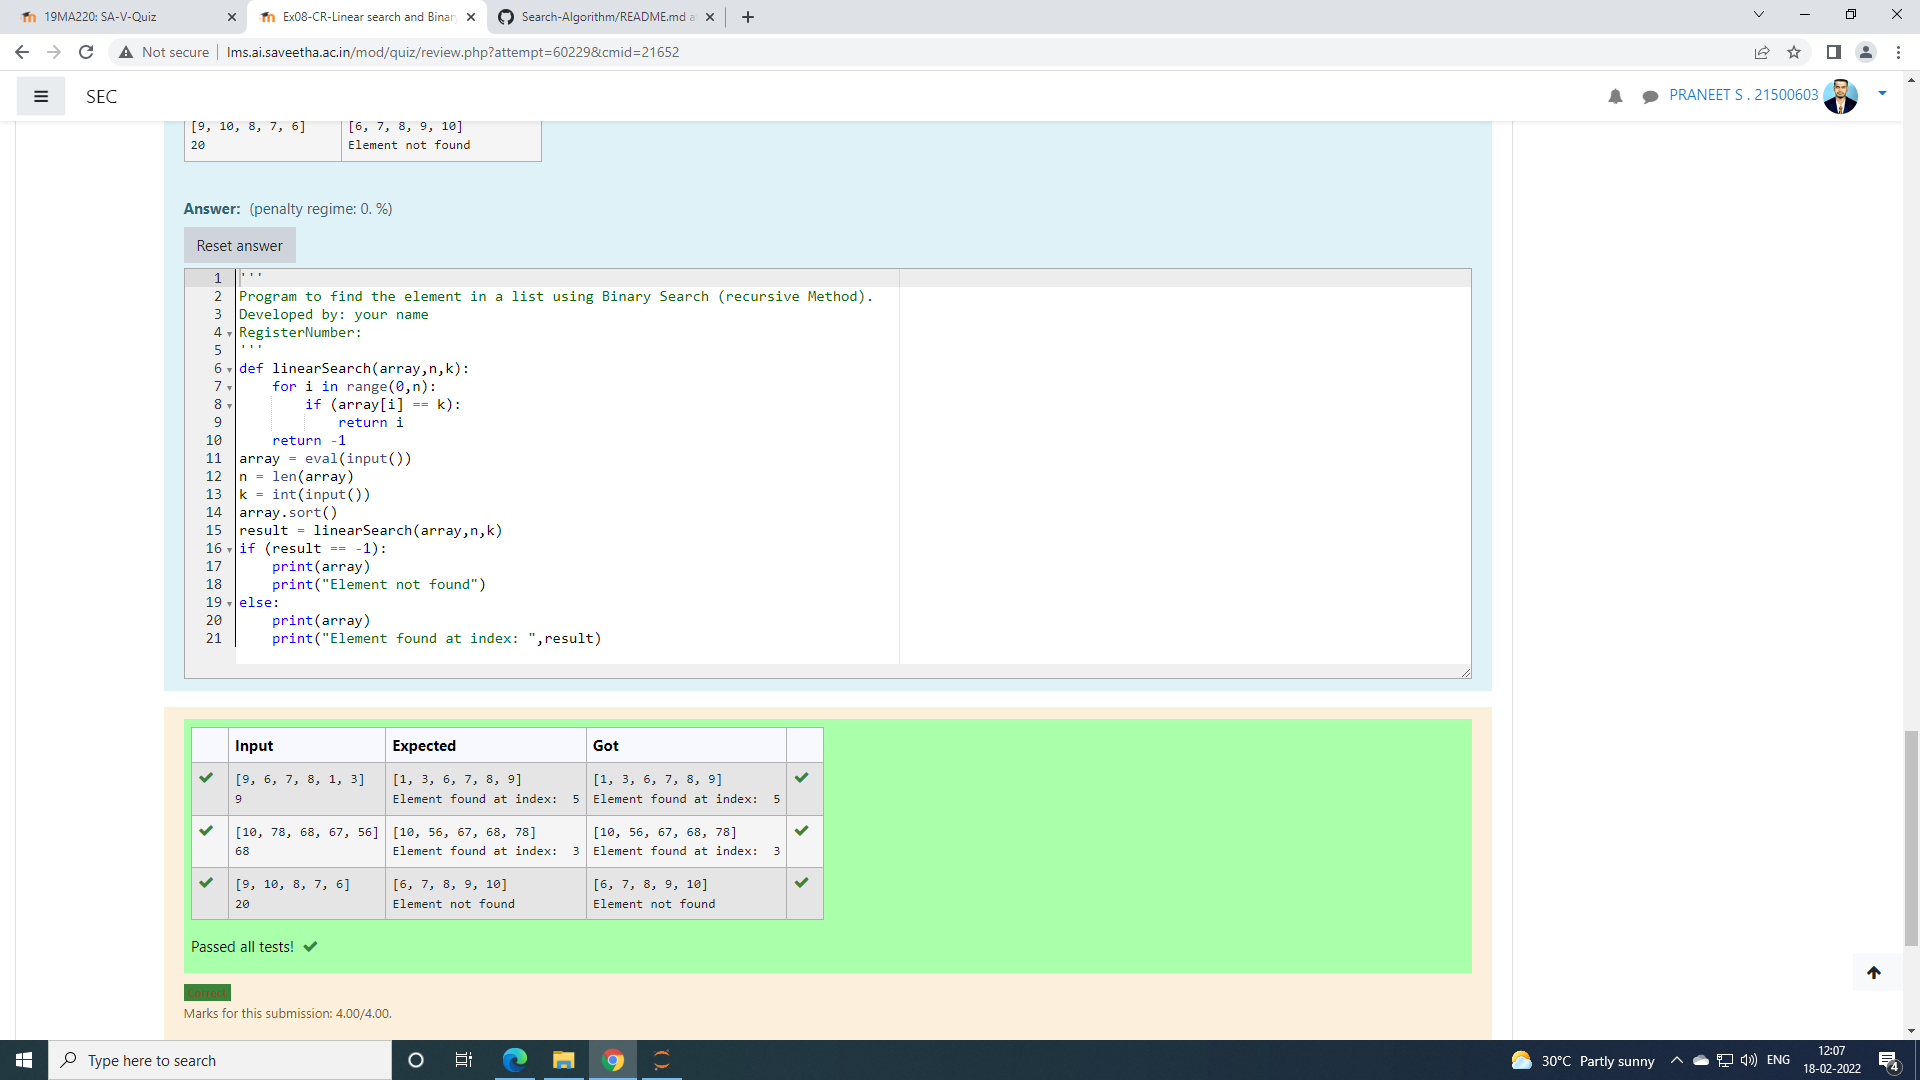 19MA220: SA-V-Quiz
Ex08-CR-Linear search and Binar
Search-Algorithm/README.md a
Not secure
lms.ai.saveetha.ac.in/mod/quiz/review.php?attempt=60229&cmid=21652
SEC
PRANEET S . 21500603
[9, 10, 8, 7, 6] [6, 7, 8, 9, 10]
20 Element not found
Answer: (penalty regime: 0. %)
Reset answer
1 '''
2 Program to find the element in a list using Binary Search (recursive Method).
3 Developed by: your name
4 RegisterNumber:
5 '''
6 def linearSearch(array,n,k):
7     for i in range(0,n):
8         if (array[i] == k):
9             return i
10     return -1
11 array = eval(input())
12 n = len(array)
13 k = int(input())
14 array.sort()
15 result = linearSearch(array,n,k)
16 if (result == -1):
17     print(array)
18     print("Element not found")
19 else:
20     print(array)
21     print("Element found at index: ",result)
Input Expected Got
[9, 6, 7, 8, 1, 3] [1, 3, 6, 7, 8, 9] [1, 3, 6, 7, 8, 9]
9 Element found at index:  5 Element found at index:  5
[10, 78, 68, 67, 56] [10, 56, 67, 68, 78] [10, 56, 67, 68, 78]
68 Element found at index:  3 Element found at index:  3
[9, 10, 8, 7, 6] [6, 7, 8, 9, 10] [6, 7, 8, 9, 10]
20 Element not found Element not found
Passed all tests!
Correct
Marks for this submission: 4.00/4.00.
Type here to search
30°C Partly sunny
ENG
12:07
18-02-2022
4